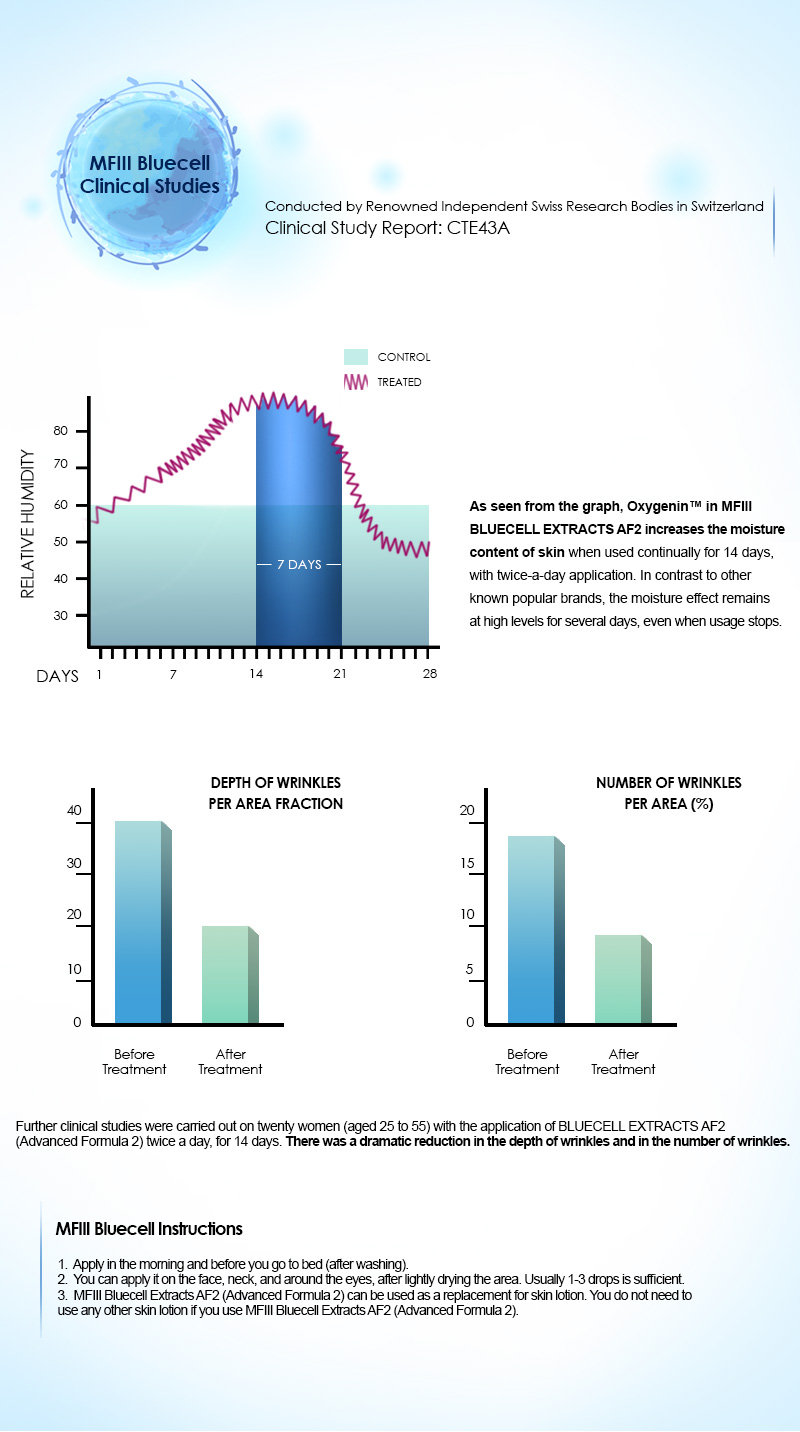 MFIII Bluecell
Clinical Studies
Conducted by Renowned Independent Swiss Research Bodies in Switzerland
Clinical Study Report: CTE43A
CONTROL
TREATED
RELATIVE HUMIDITY
80
70
60
50
40
30
7 DAYS
DAYS 1 7 14 21 28
As seen from the graph, Oxygenin™ in MFIII
BLUECELL EXTRACTS AF2 increases the moisture
content of skin when used continually for 14 days,
with twice-a-day application. In contrast to other
known popular brands, the moisture effect remains
at high levels for several days, even when usage stops.
DEPTH OF WRINKLES
PER AREA FRACTION
40
30
20
10
0
Before
Treatment
After
Treatment
NUMBER OF WRINKLES
PER AREA (%)
20
15
10
5
0
Before
Treatment
After
Treatment
Further clinical studies were carried out on twenty women (aged 25 to 55) with the application of BLUECELL EXTRACTS AF2
(Advanced Formula 2) twice a day, for 14 days. There was a dramatic reduction in the depth of wrinkles and in the number of wrinkles.
MFIII Bluecell Instructions
1. Apply in the morning and before you go to bed (after washing).
2. You can apply it on the face, neck, and around the eyes, after lightly drying the area. Usually 1-3 drops is sufficient.
3. MFIII Bluecell Extracts AF2 (Advanced Formula 2) can be used as a replacement for skin lotion. You do not need to
use any other skin lotion if you use MFIII Bluecell Extracts AF2 (Advanced Formula 2).